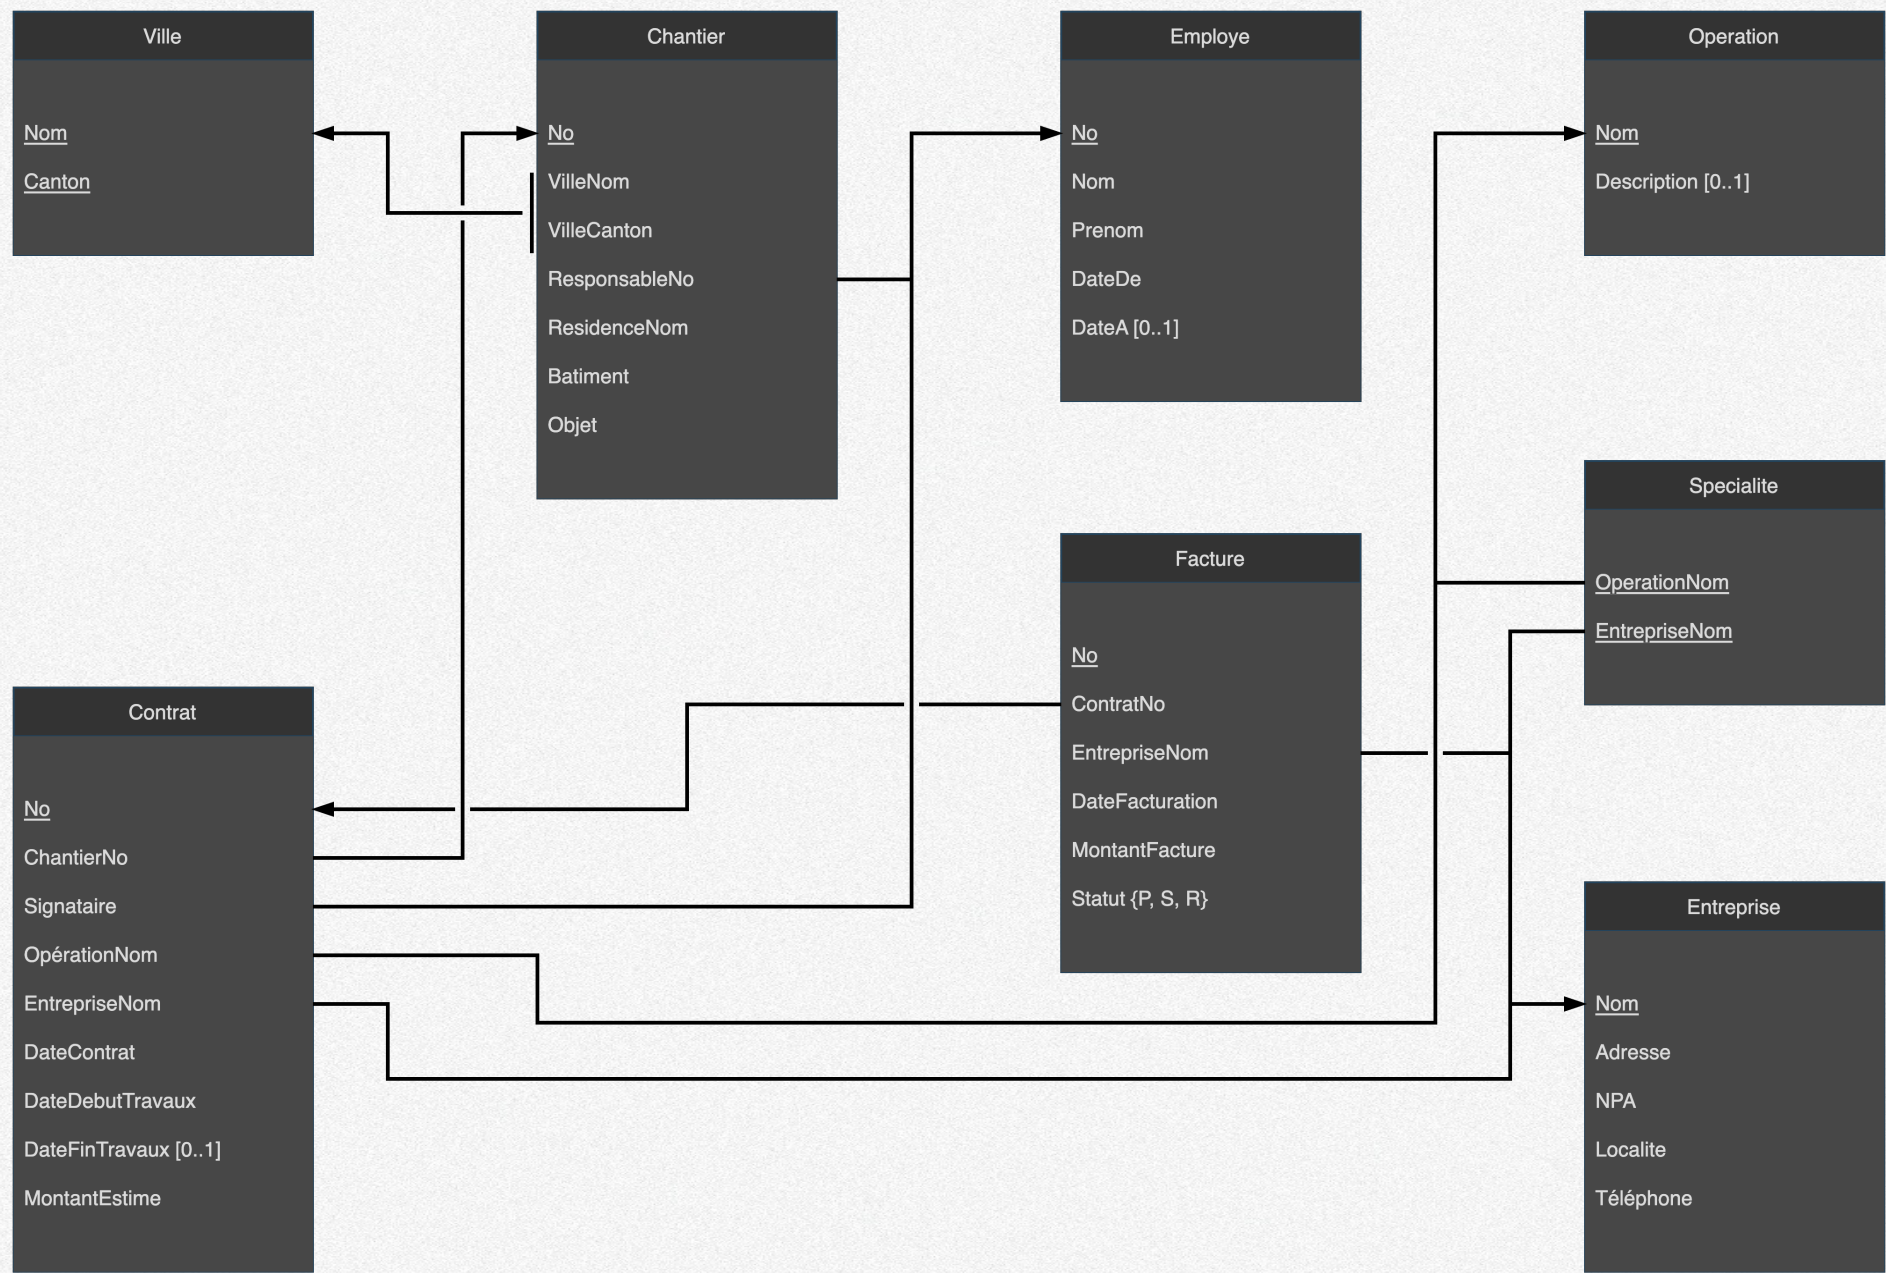 Ville
Nom
Canton
Chantier
No
VilleNom
VilleCanton
ResponsableNo
ResidenceNom
Batiment
Objet
Employe
No
Nom
Prenom
DateDe
DateA [0..1]
Operation
Nom
Description [0..1]
Specialite
OperationNom
EntrepriseNom
Facture
No
ContratNo
EntrepriseNom
DateFacturation
MontantFacture
Statut {P, S, R}
Contrat
No
ChantierNo
Signataire
OpérationNom
EntrepriseNom
DateContrat
DateDebutTravaux
DateFinTravaux [0..1]
MontantEstime
Entreprise
Nom
Adresse
NPA
Localite
Téléphone